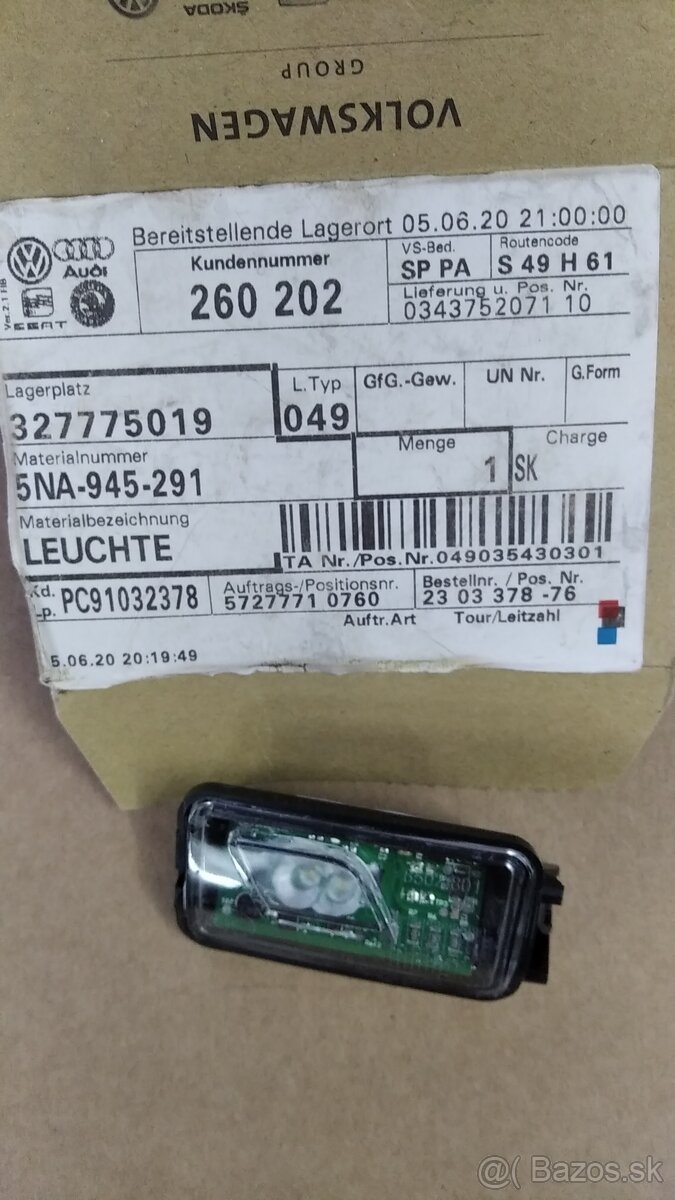 ŠKODA
GROUP
VOLKSWAGEN
Bereitstellende Lagerort 05.06.20 21:00:00
Audi
SEAT
Kundennummer
260 202
VS-Bed.
SP PA
Routencode
S 49 H 61
Lieferung u. Pos. Nr.
0343752071 10
Lagerplatz
327775019
L.Typ
049
GfG.-Gew.
UN Nr.
G.Form
Materialnummer
5NA-945-291
Menge
1 SK
Charge
Materialbezeichnung
LEUCHTE
TA Nr./Pos.Nr.049035430301
Kd.
PC91032378
Auftrags-/Positionsnr.
5727771 0760
Bestellnr. / Pos. Nr.
23 03 378 -76
Auftr.Art
Tour/Leitzahl
5.06.20 20:19:49
@( Bazos.sk